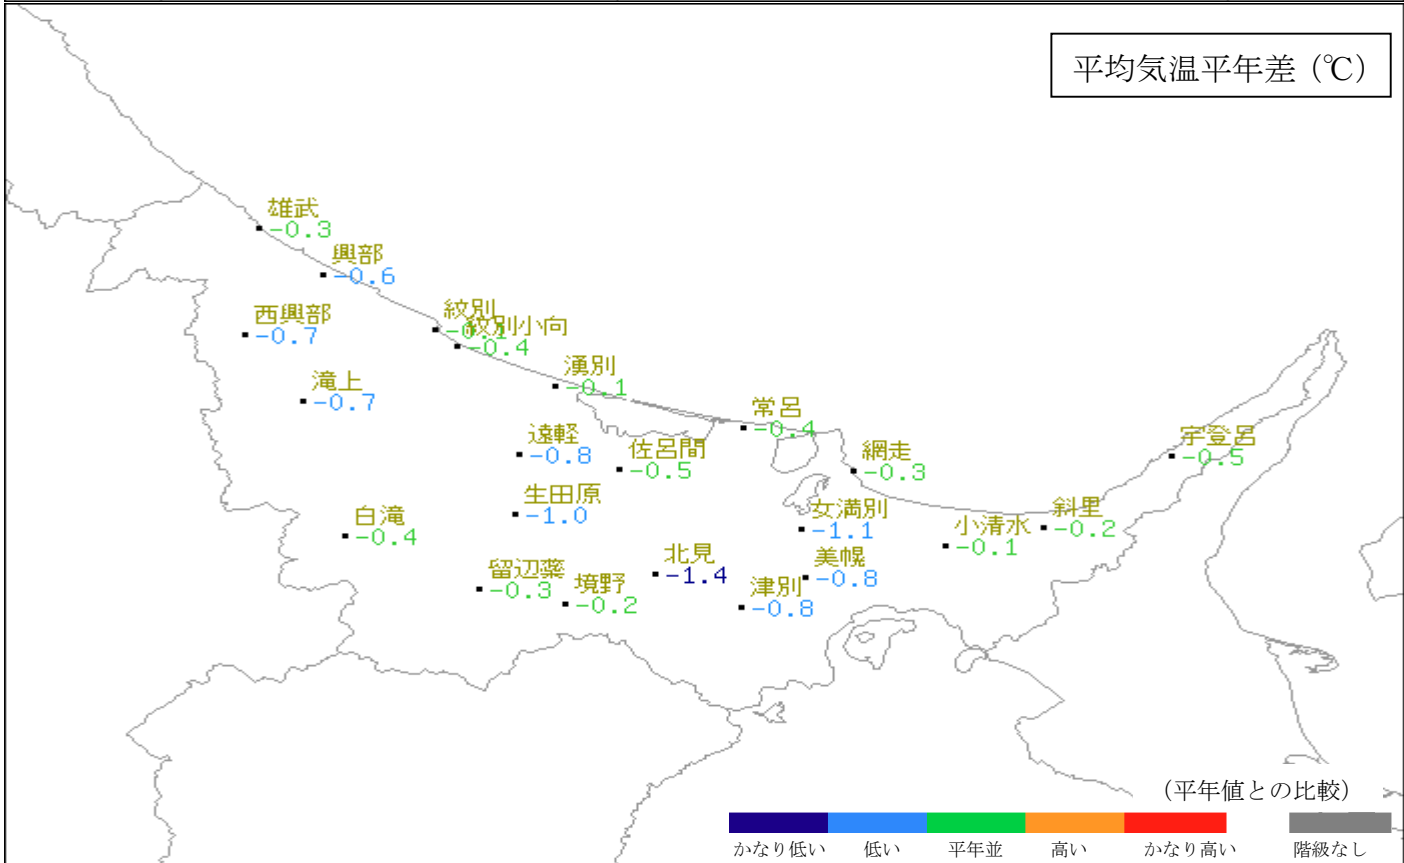 平均気温平年差（℃）
雄武
-0.3
興部
-0.6
西興部
-0.7
紋別
-0.1
紋別小向
-0.4
滝上
-0.7
湧別
-0.1
常呂
-0.4
遠軽
-0.8
佐呂間
-0.5
網走
-0.3
宇登呂
-0.5
生田原
-1.0
白滝
-0.4
女満別
-1.1
小清水
-0.1
斜里
-0.2
留辺蘂
-0.3
境野
-0.2
北見
-1.4
美幌
-0.8
津別
-0.8
（平年値との比較）
かなり低い 低い 平年並 高い かなり高い 階級なし